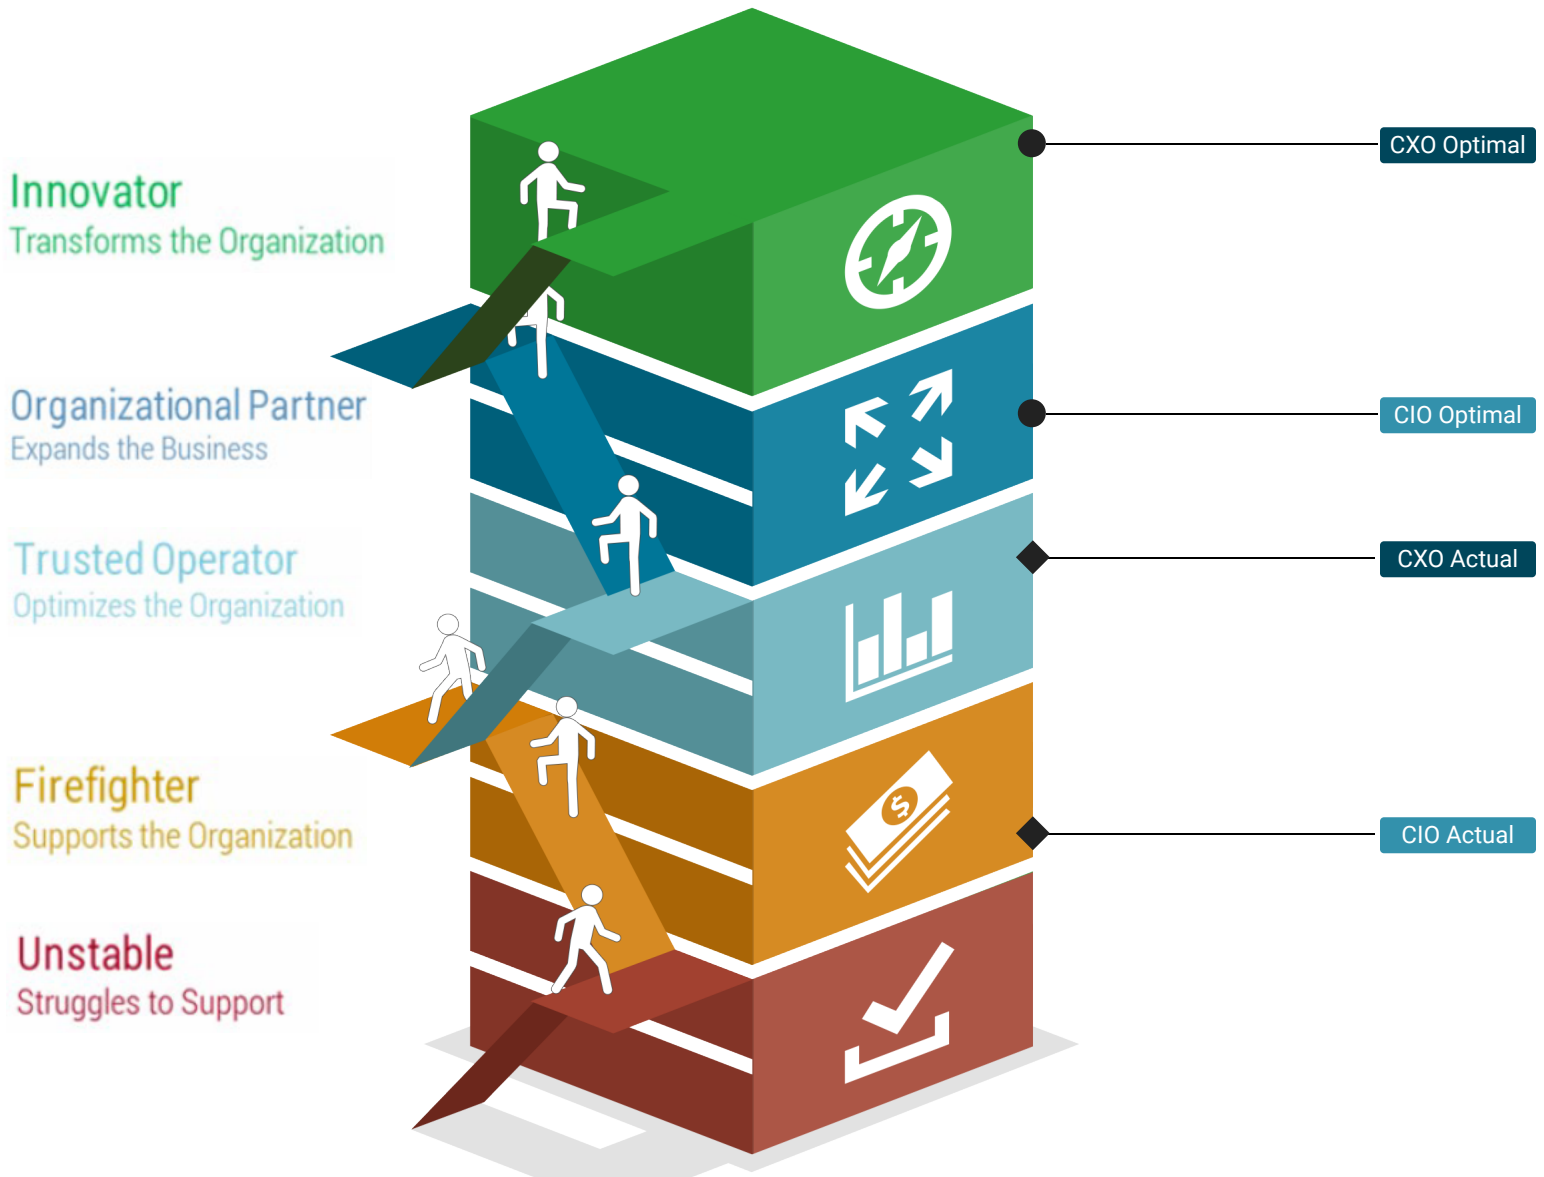 Innovator
Transforms the Organization
Organizational Partner
Expands the Business
Trusted Operator
Optimizes the Organization
Firefighter
Supports the Organization
Unstable
Struggles to Support
CXO Optimal
CIO Optimal
CXO Actual
$
CIO Actual